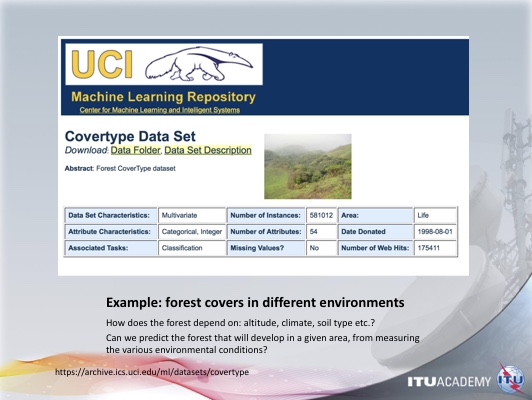 UCI
Machine Learning Repository
Center for Machine Learning and Intelligent Systems
Covertype Data Set
Download: Data Folder, Data Set Description
Abstract: Forest CoverType dataset
Data Set Characteristics: Multivariate Number of Instances: 581012 Area: Life
Attribute Characteristics: Categorical, Integer Number of Attributes: 54 Date Donated 1998-08-01
Associated Tasks: Classification Missing Values? No Number of Web Hits: 175411
Example: forest covers in different environments
How does the forest depend on: altitude, climate, soil type etc.?
Can we predict the forest that will develop in a given area, from measuring
the various environmental conditions?
https://archive.ics.uci.edu/ml/datasets/covertype
ITUACADEMY ITU